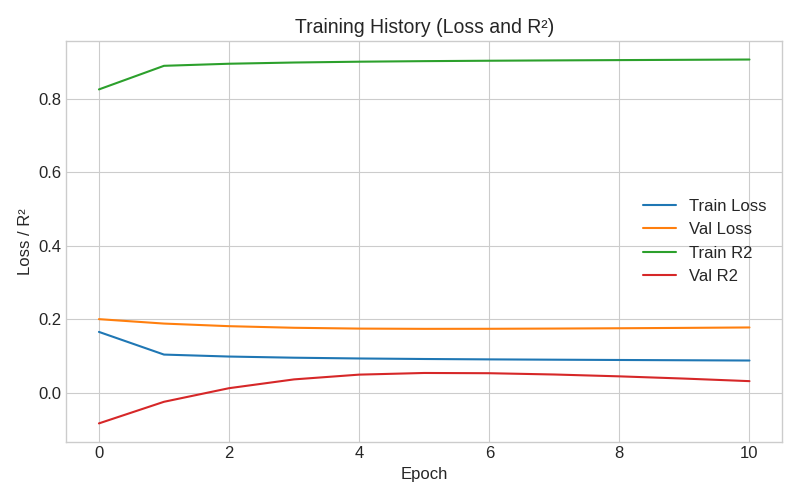 Training History (Loss and R²)
Loss / R²
0.8
0.6
0.4
0.2
0.0
Train Loss
Val Loss
Train R2
Val R2
0 2 4 6 8 10
Epoch